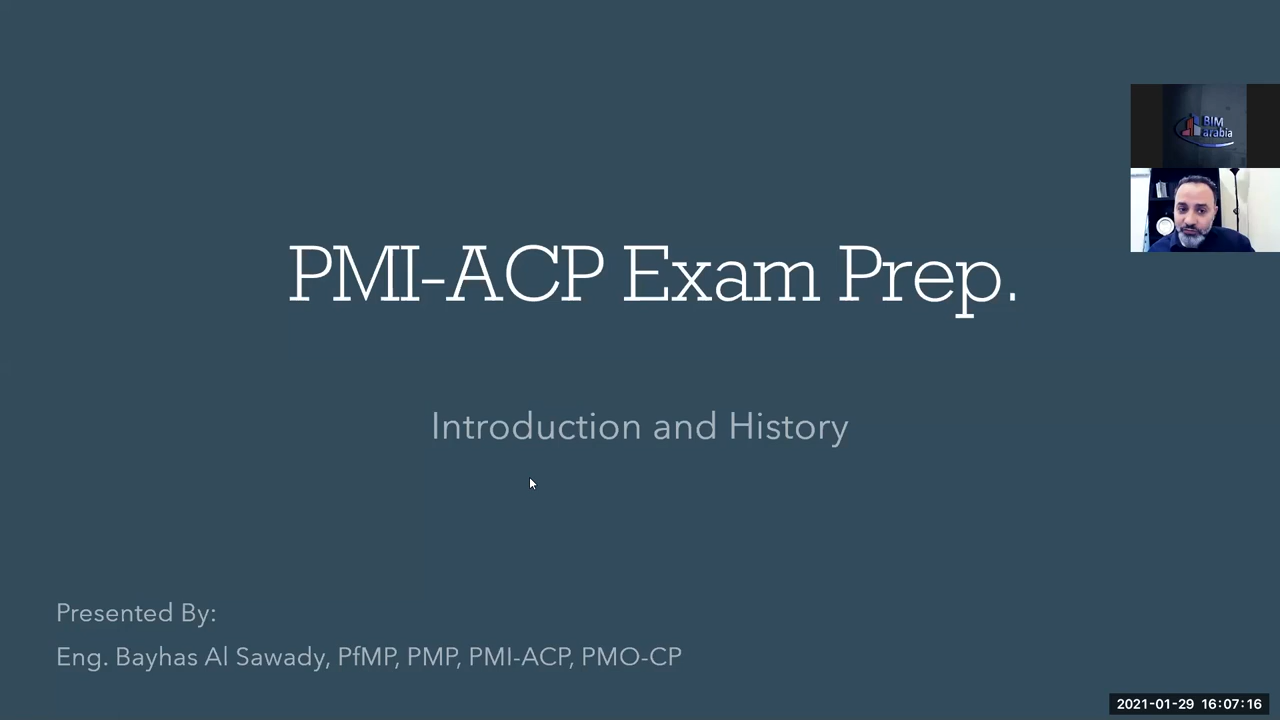 BIM
arabia
PMI-ACP Exam Prep.
Introduction and History
Presented By:
Eng. Bayhas Al Sawady, PfMP, PMP, PMI-ACP, PMO-CP
2021-01-29 16:07:16